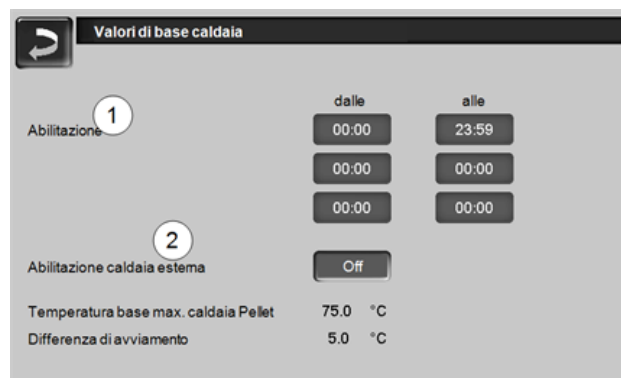 Valori di base caldaia
dalle alle
1
Abilitazione 00:00 23:59
00:00 00:00
00:00 00:00
2
Abilitazione caldaia esterna Off
Temperatura base max. caldaia Pellet 75.0 °C
Differenza di avviamento 5.0 °C